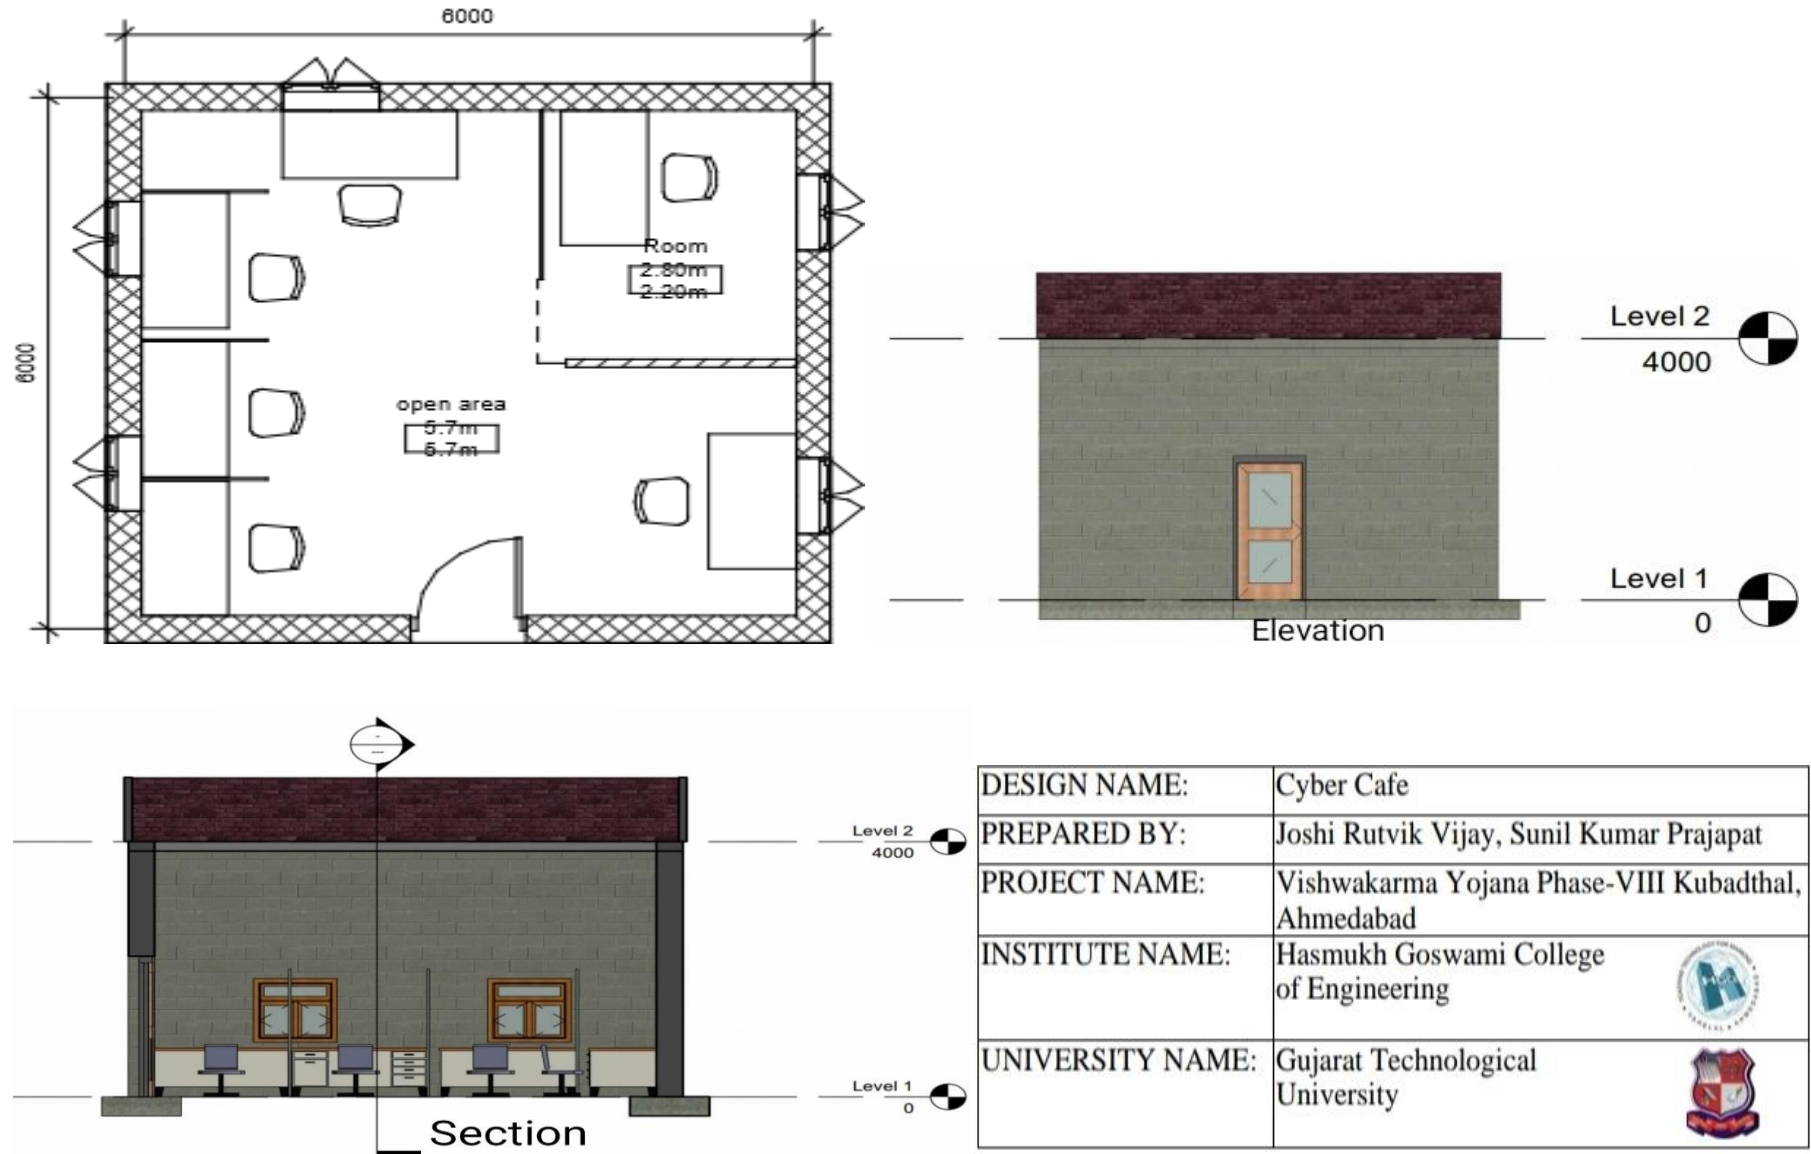 6000
6000
Room
2.80m
2.20m
open area
5.7m
5.7m
Level 2
4000
Level 1
0
Elevation
Level 2
4000
Level 1
0
Section
DESIGN NAME: Cyber Cafe
PREPARED BY: Joshi Rutvik Vijay, Sunil Kumar Prajapat
PROJECT NAME: Vishwakarma Yojana Phase-VIII Kubadthal,
Ahmedabad
INSTITUTE NAME: Hasmukh Goswami College
of Engineering
UNIVERSITY NAME: Gujarat Technological
University